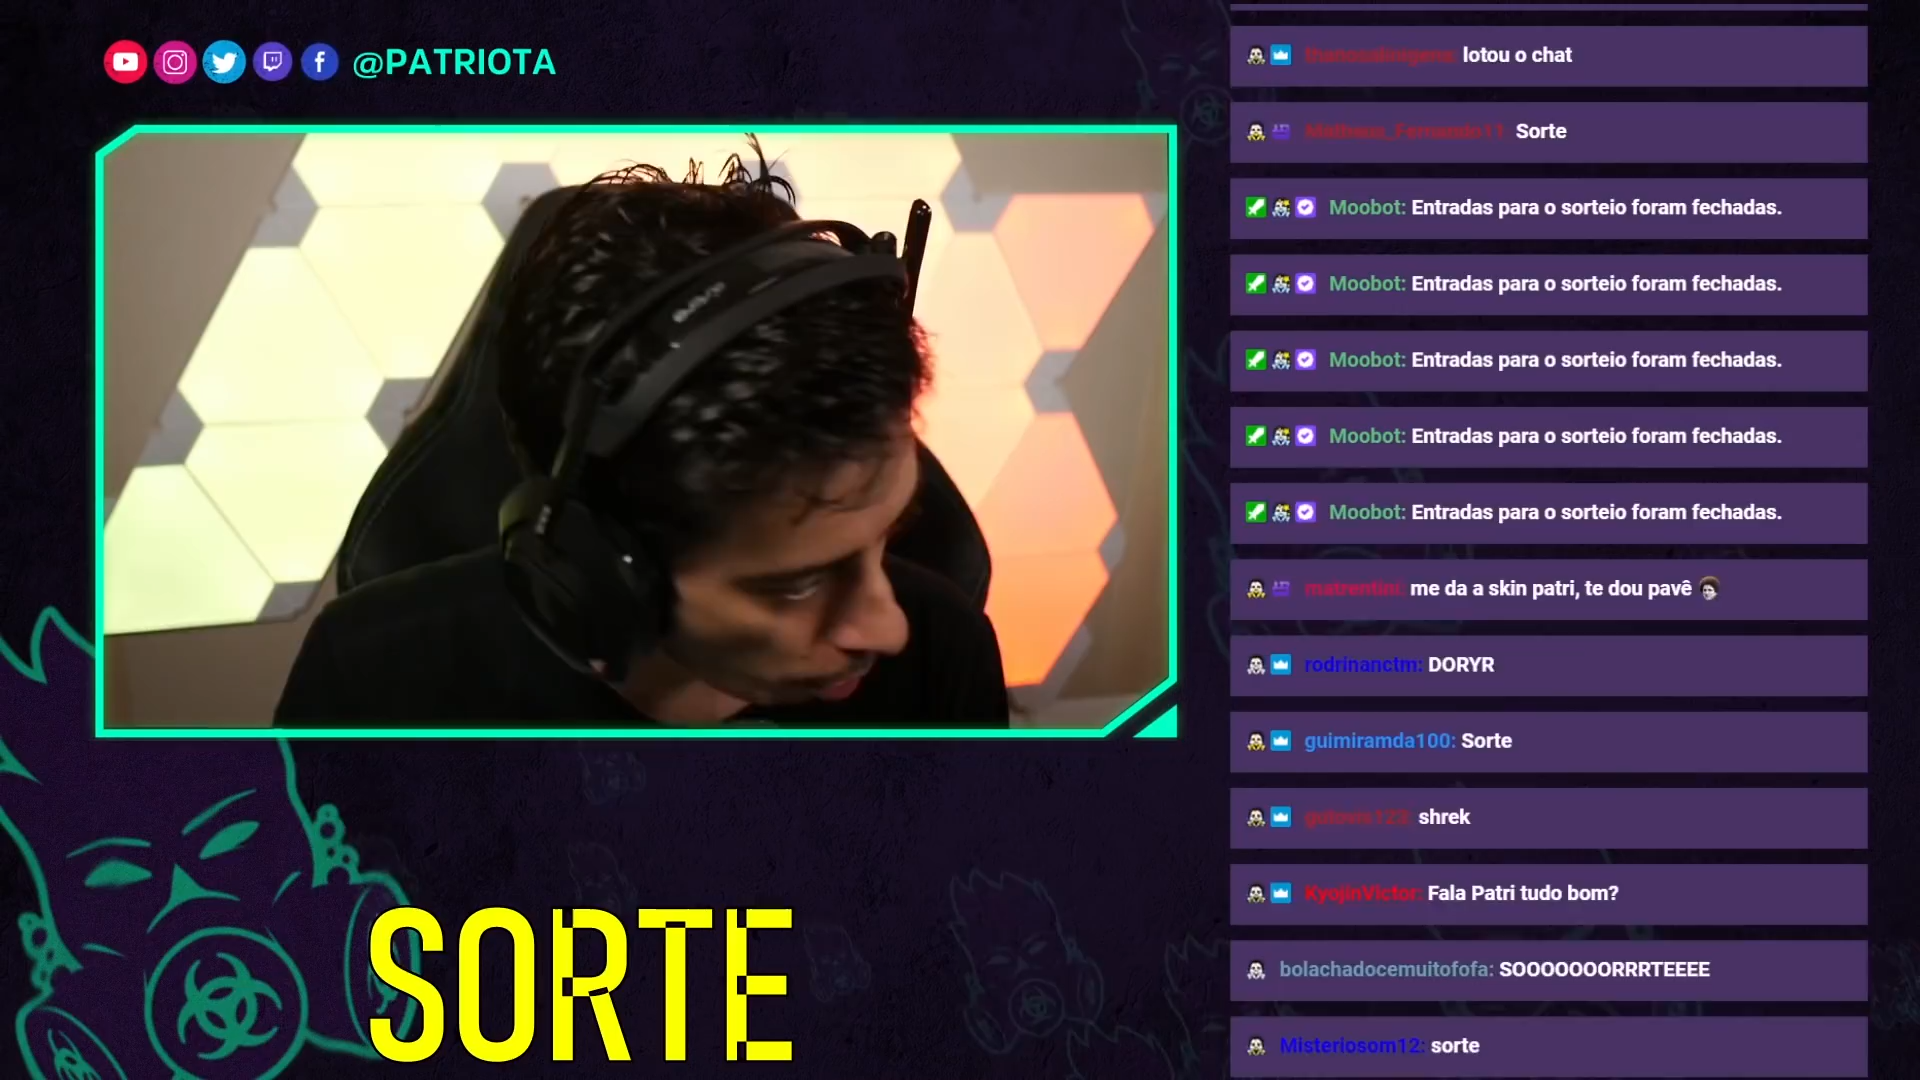 @PATRIOTA
lotou o chat
Sorte
Moobot: Entradas para o sorteio foram fechadas.
Moobot: Entradas para o sorteio foram fechadas.
Moobot: Entradas para o sorteio foram fechadas.
Moobot: Entradas para o sorteio foram fechadas.
Moobot: Entradas para o sorteio foram fechadas.
matrentini: me da a skin patri, te dou pavê
rodrinanctm: DORYR
guimiramda100: Sorte
shrek
KyojinVictor: Fala Patri tudo bom?
bolachadocemuitofofa: SOOOOOOORRRTEEEE
Misteriosom12: sorte
SORTE